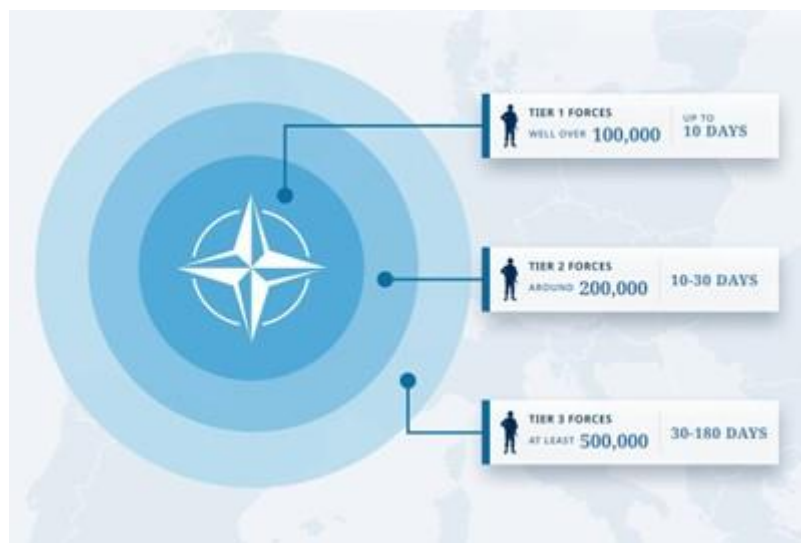 TIER 1 FORCES
WELL OVER 100,000
UP TO
10 DAYS
TIER 2 FORCES
AROUND 200,000
10-30 DAYS
TIER 3 FORCES
AT LEAST 500,000
30-180 DAYS